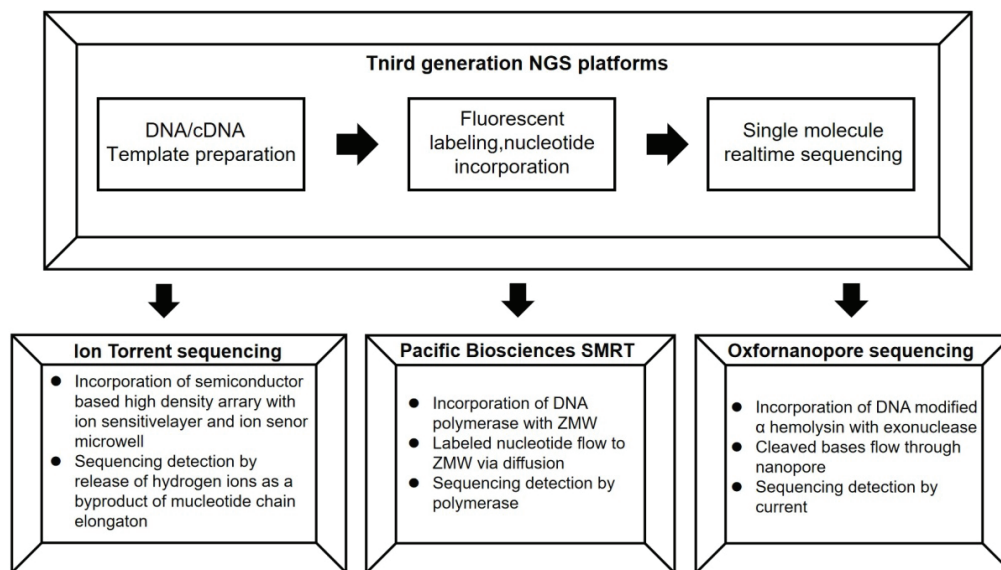 Tnird generation NGS platforms
DNA/cDNA
Template preparation
Fluorescent
labeling,nucleotide
incorporation
Single molecule
realtime sequencing
Ion Torrent sequencing
● Incorporation of semiconductor
based high density arrary with
ion sensitivelayer and ion senor
microwell
● Sequencing detection by
release of hydrogen ions as a
byproduct of mucleotide chain
elongaton
Pacific Biosciences SMRT
● Incorporation of DNA
polymerase with ZMW
● Labeled nucleotide flow to
ZMW via diffusion
● Sequencing detection by
polymerase
Oxfornanopore sequencing
● Incorporation of DNA modified
α hemolysin with exonuclease
● Cleaved bases flow through
nanopore
● Sequencing detection by
current